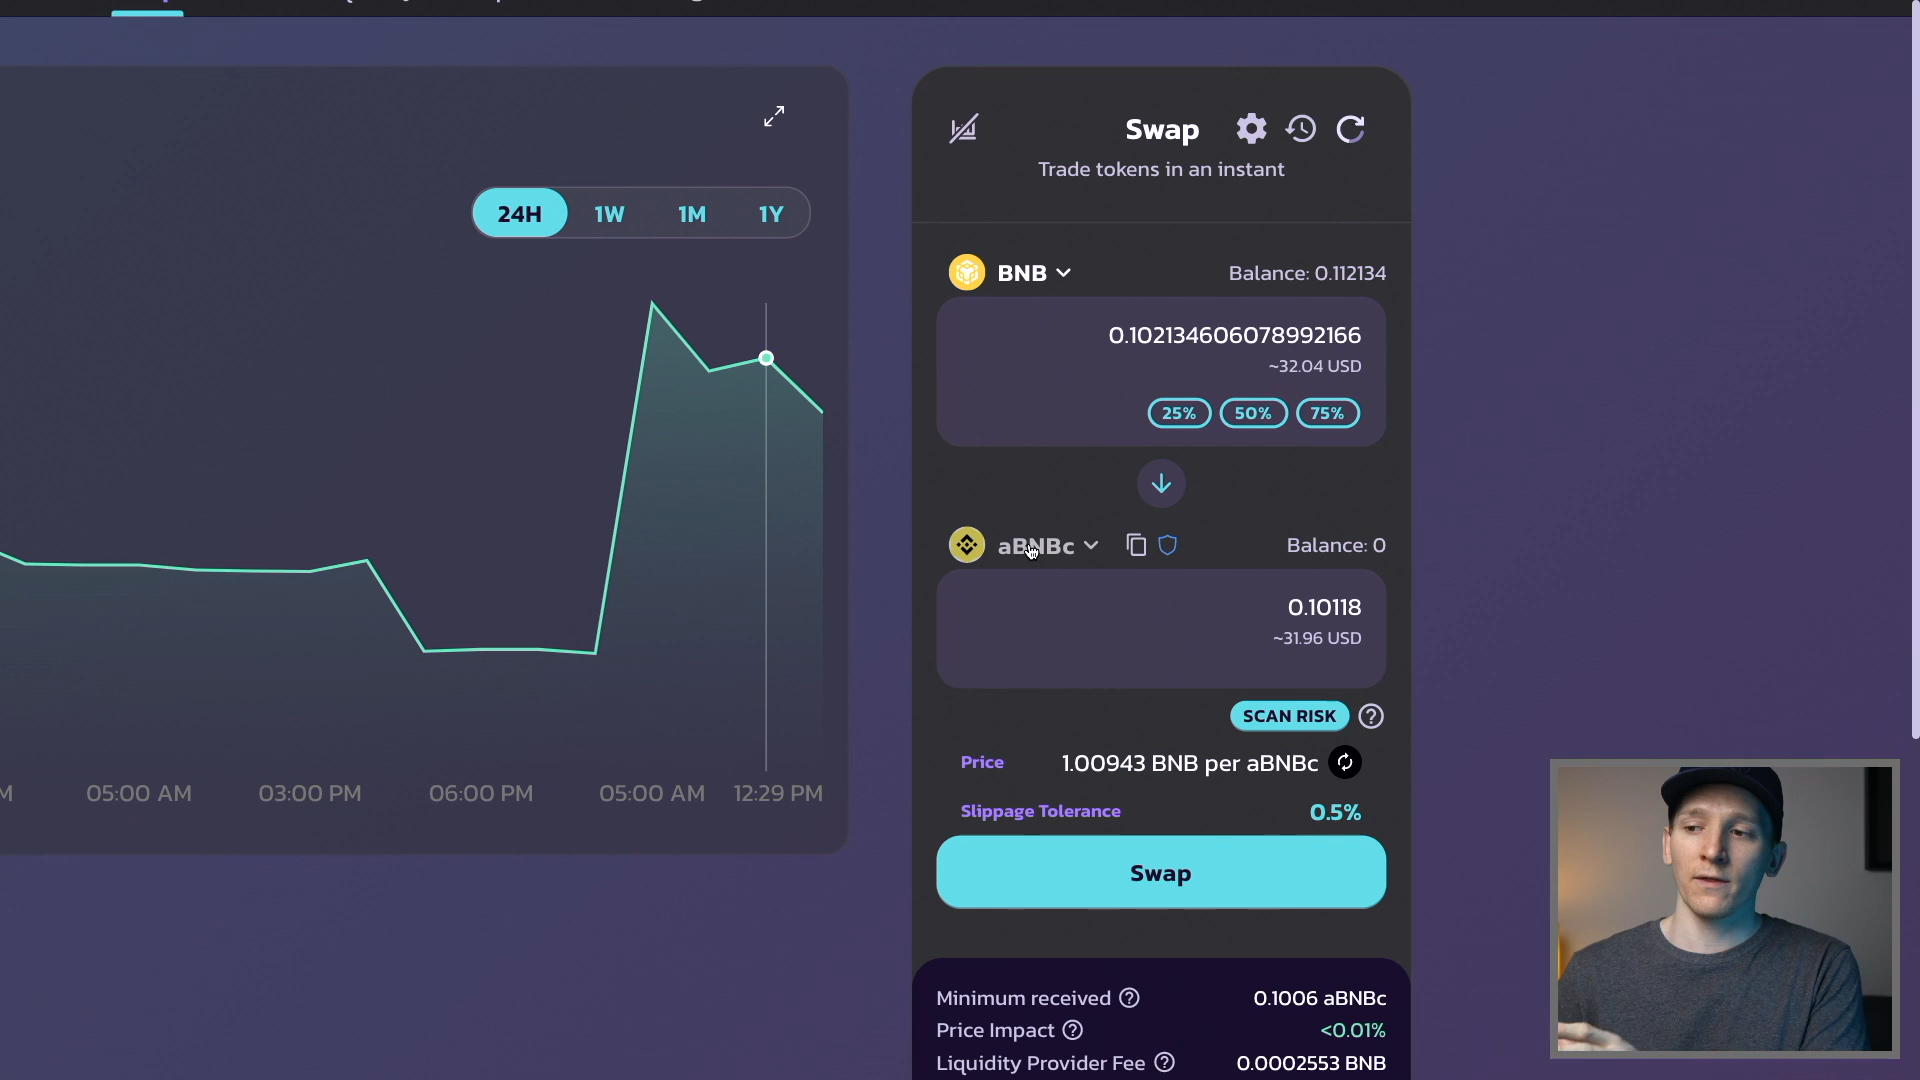 24H 1W 1M 1Y
M 05:00 AM 03:00 PM 06:00 PM 05:00 AM 12:29 PM
Swap
Trade tokens in an instant
BNB Balance: 0.112134
0.102134606078992166
~32.04 USD
25% 50% 75%
aBNBc Balance: 0
0.10118
~31.96 USD
SCAN RISK
Price 1.00943 BNB per aBNBc
Slippage Tolerance 0.5%
Swap
Minimum received 0.1006 aBNBc
Price Impact <0.01%
Liquidity Provider Fee 0.0002553 BNB